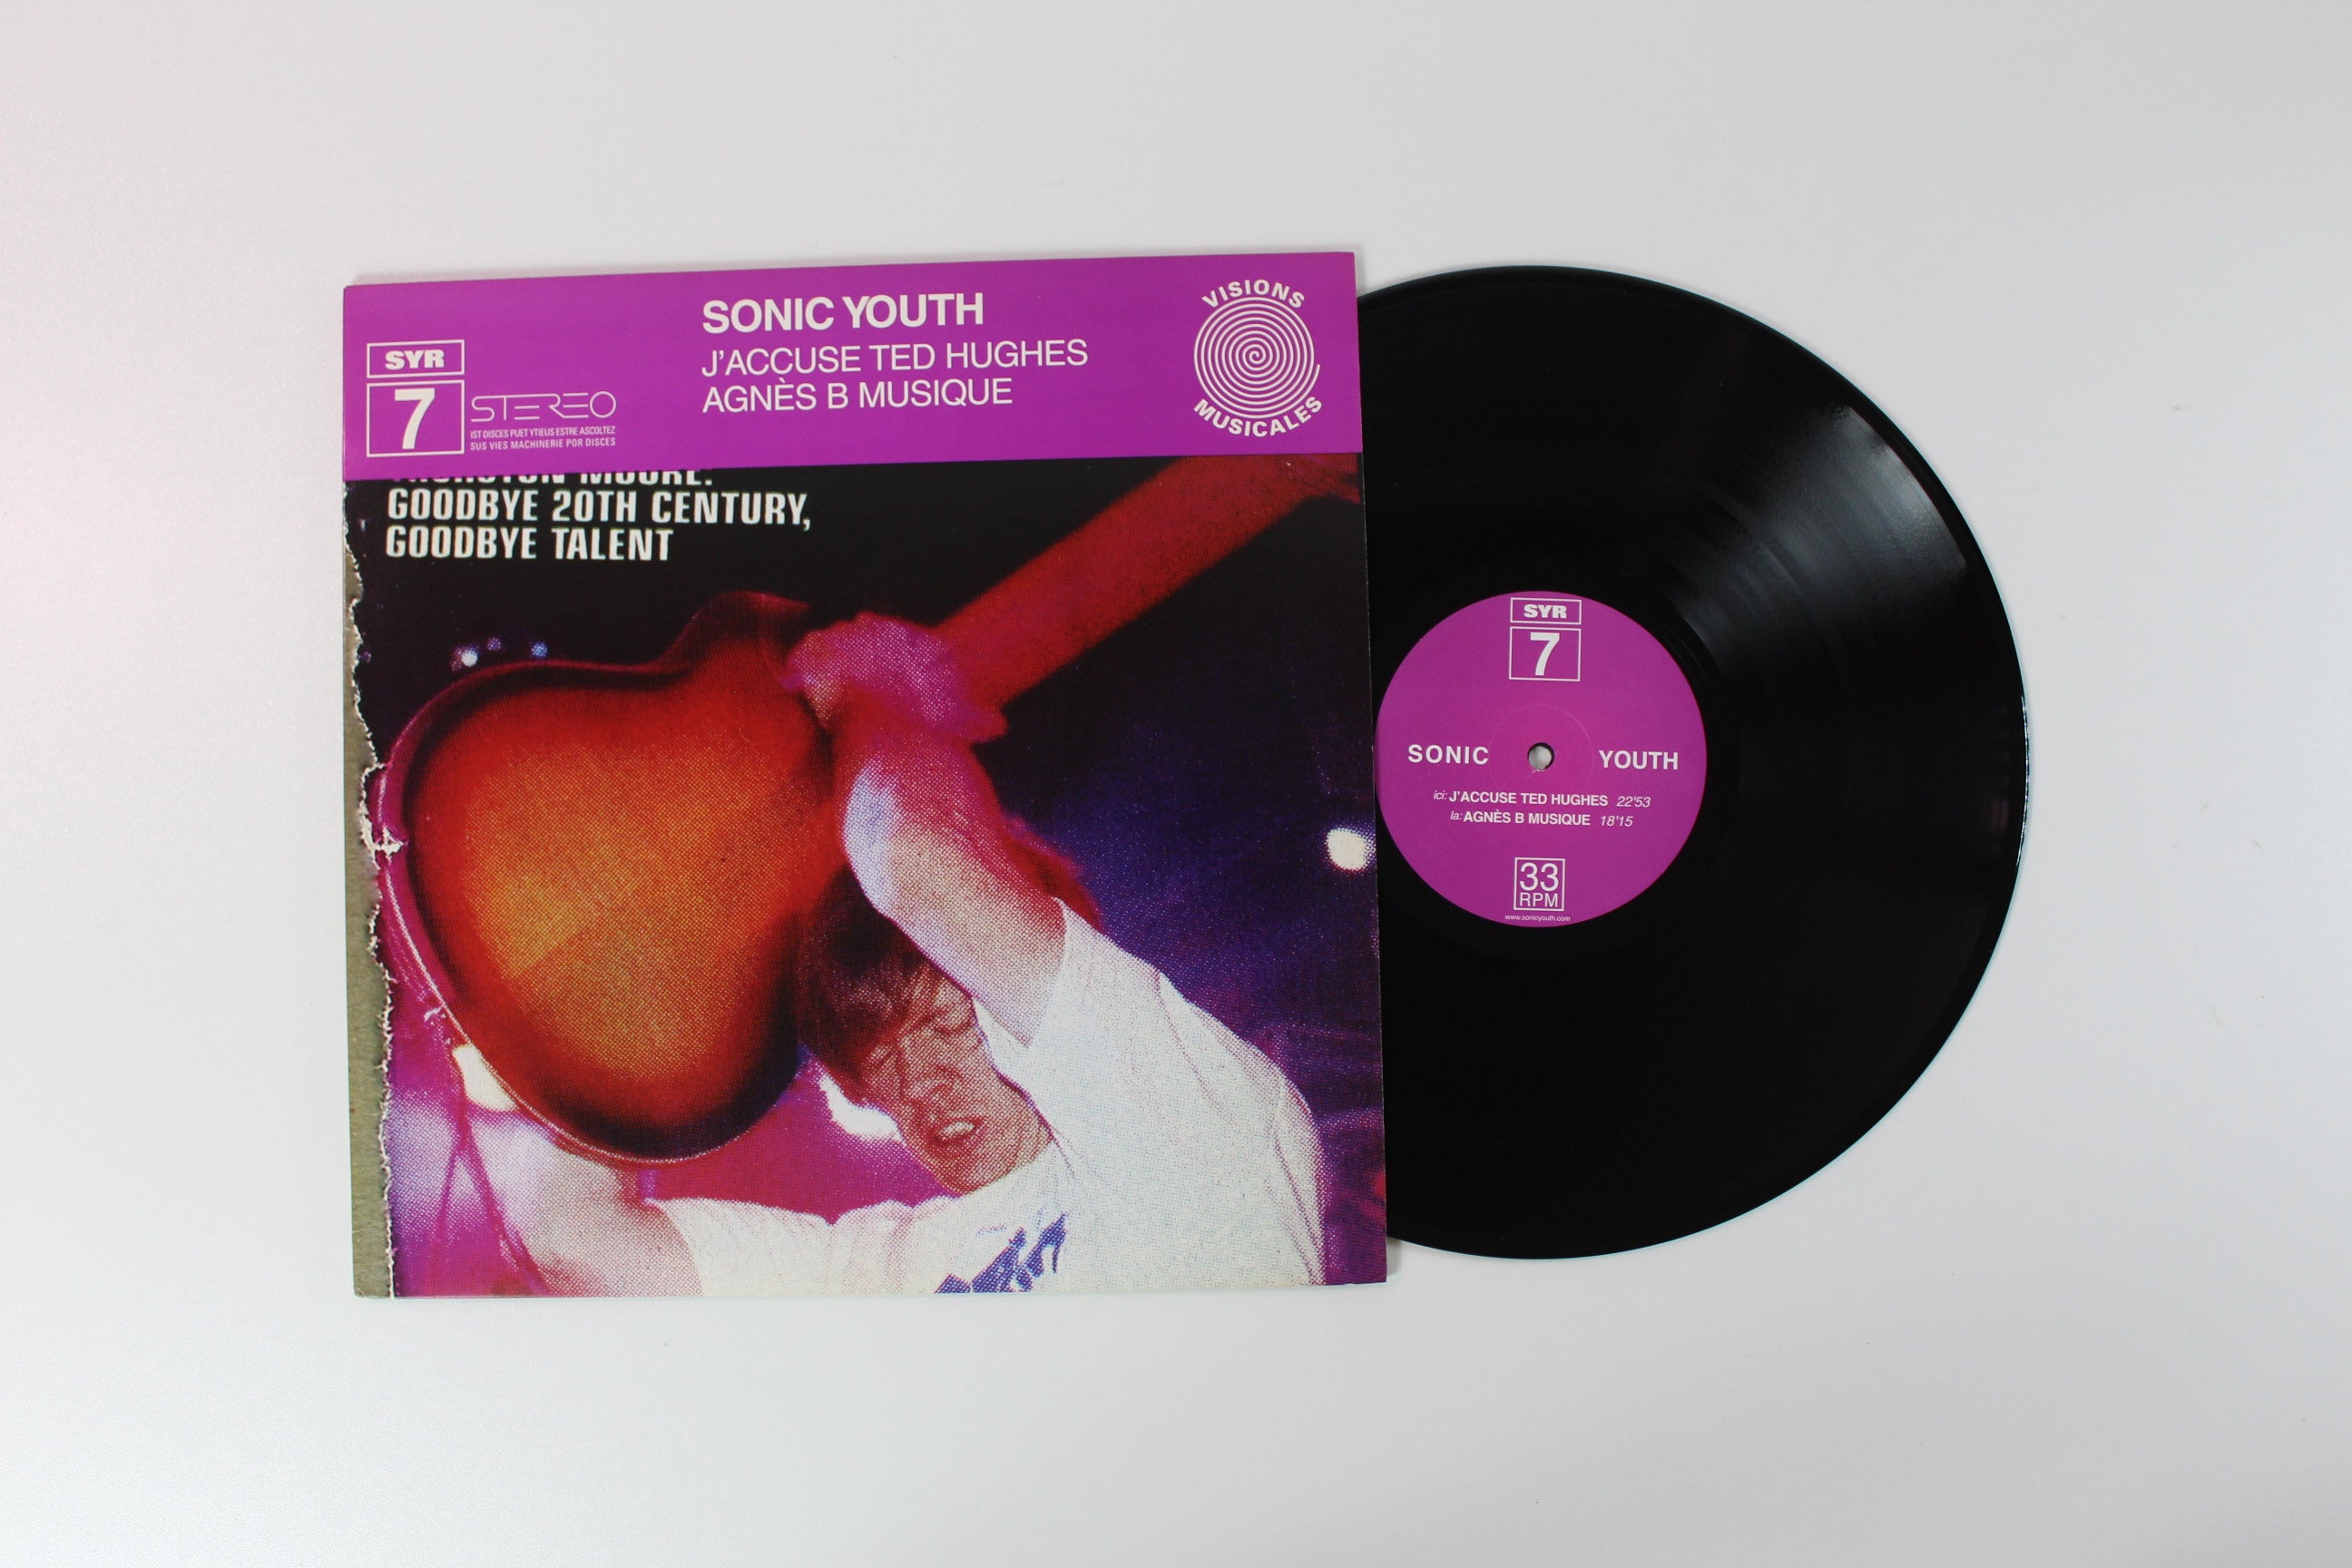 SONIC YOUTH
J'ACCUSE TED HUGHES
AGNÈS B MUSIQUE
SYR
7
STEREO
IST DISCES PUET YTIEUS ESTRE ASCOLTEZ
SUS VIES MACHINERIE POR DISCES
VISIONS
MUSICALES
THURSTON MOORE:
GOODBYE 20TH CENTURY,
GOODBYE TALENT
SYR
7
SONIC YOUTH
ici: J'ACCUSE TED HUGHES 22'53
la: AGNÈS B MUSIQUE 18'15
33
RPM
www.sonicyouth.com